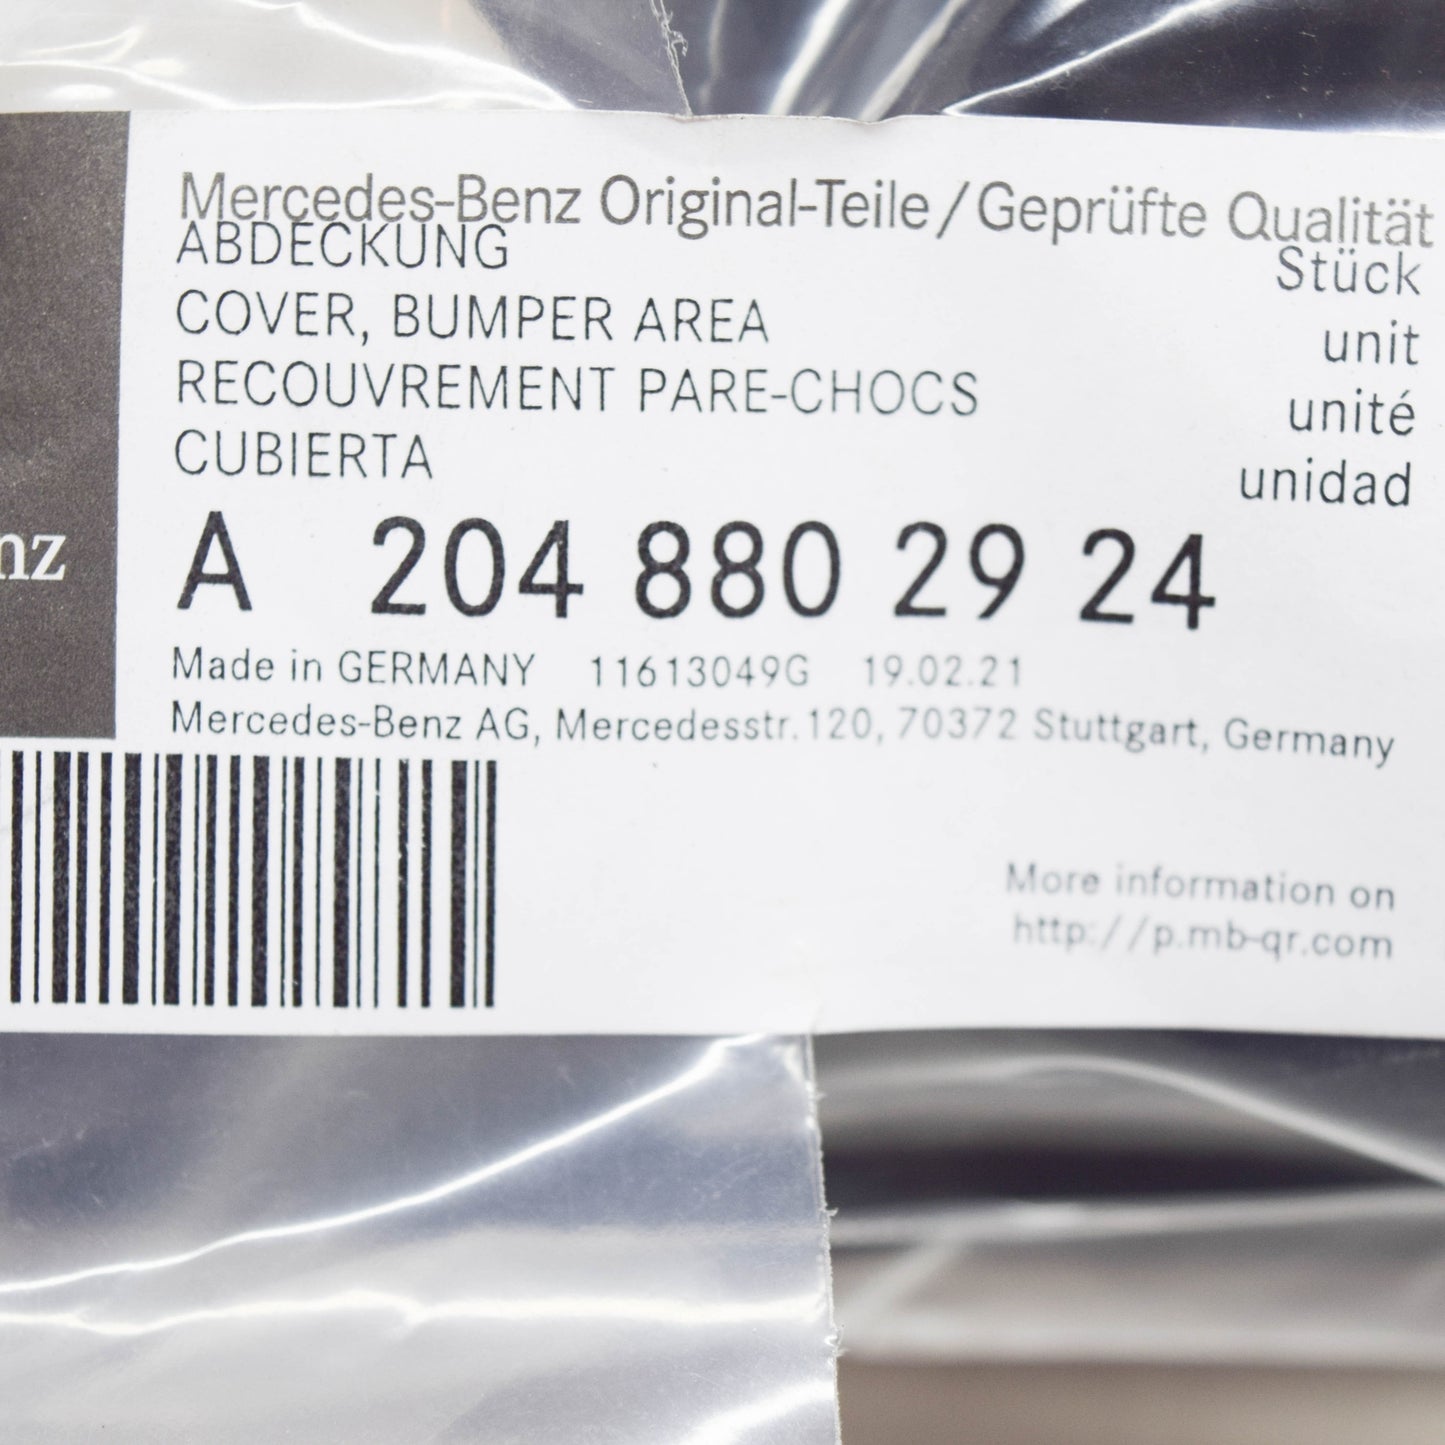 Mercedes-Benz Original-Teile/Geprüfte Qualität
ABDECKUNG Stück
COVER, BUMPER AREA unit
RECOUVREMENT PARE-CHOCS unité
CUBIERTA unidad
nz
A 204 880 29 24
Made in GERMANY 11613049G 19.02.21
Mercedes-Benz AG, Mercedesstr.120, 70372 Stuttgart, Germany
More information on
http://p.mb-qr.com